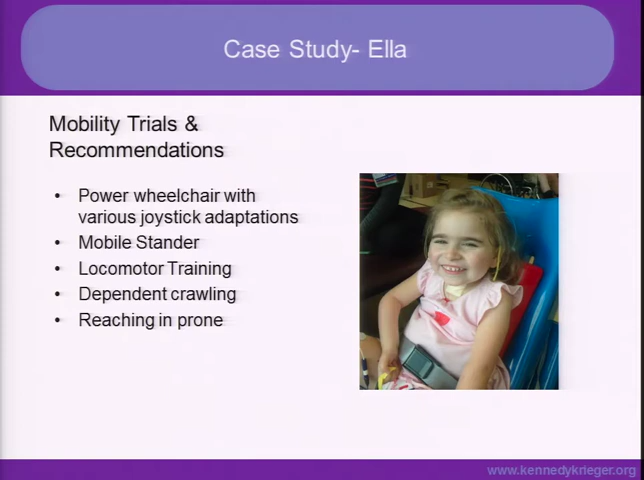 Case Study- Ella
Mobility Trials &
Recommendations
• Power wheelchair with
various joystick adaptations
• Mobile Stander
• Locomotor Training
• Dependent crawling
• Reaching in prone
www.kennedykrieger.org